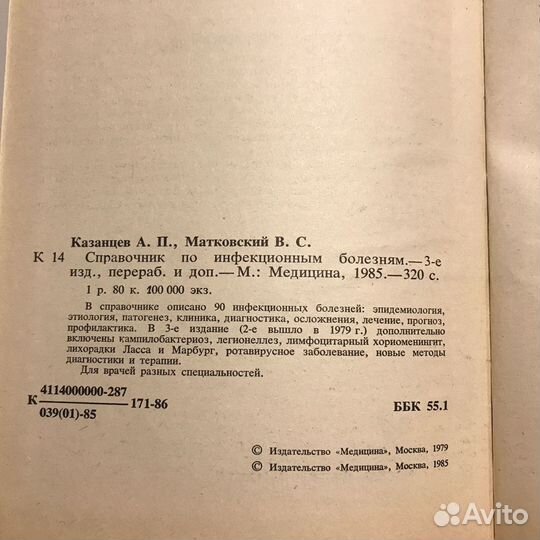 Казанцев А. П., Матковский В. С.
К 14 Справочник по инфекционным болезням.—3-е
изд., перераб. и доп.—М.: Медицина, 1985.—320 с.
1 р. 80 к. 100 000 экз.
В справочнике описано 90 инфекционных болезней: эпидемиология,
этиология, патогенез, клиника, диагностика, осложнения, лечение, прогноз,
профилактика. В 3-е издание (2-е вышло в 1979 г.) дополнительно
включены кампилобактериоз, легионеллез, лимфоцитарный хориоменингит,
лихорадки Ласса и Марбург, ротавирусное заболевание, новые методы
диагностики и терапии.
Для врачей разных специальностей.
К 4114000000-287 171-86
039(01)-85
ББК 55.1
© Издательство «Медицина», Москва, 1979
© Издательство «Медицина», Москва, 1985
Avito